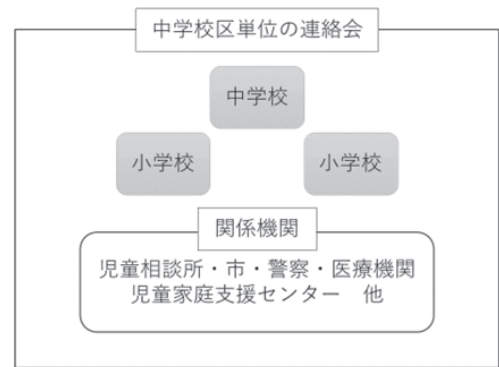 中学校区単位の連絡会
中学校
小学校 小学校
関係機関
児童相談所・市・警察・医療機関
児童家庭支援センター　他